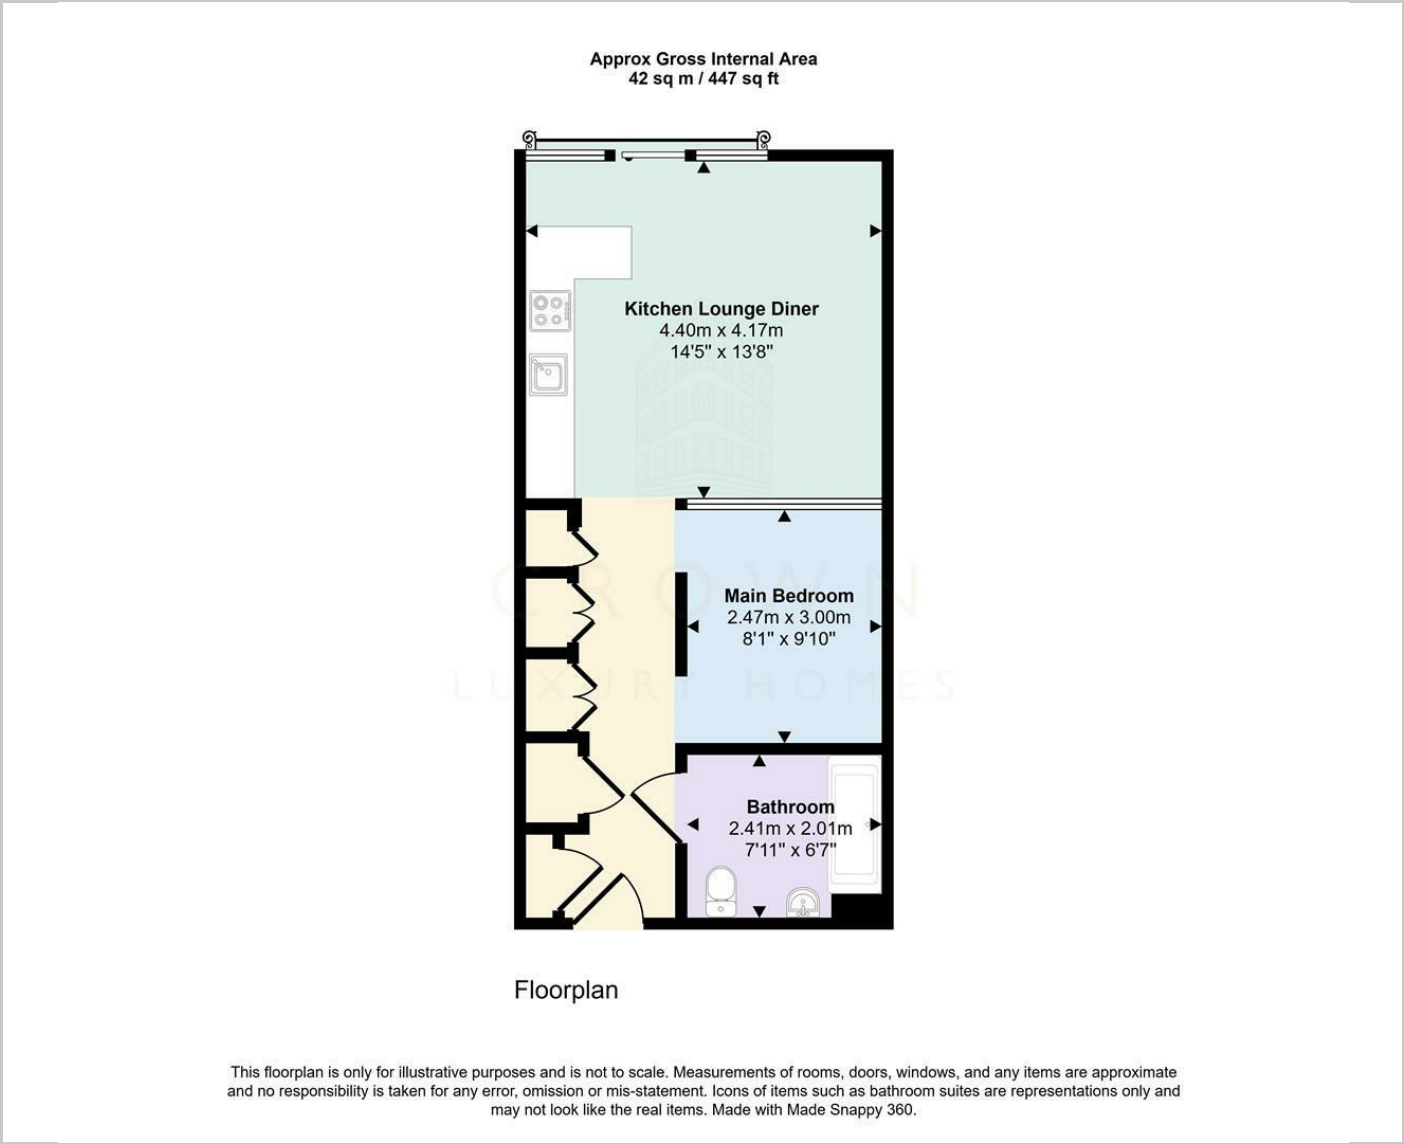 Approx Gross Internal Area
42 sq m / 447 sq ft
Kitchen Lounge Diner
4.40m x 4.17m
14'5" x 13'8"
CROWN
LUXURY HOMES
Main Bedroom
2.47m x 3.00m
8'1" x 9'10"
Bathroom
2.41m x 2.01m
7'11" x 6'7"
Floorplan
This floorplan is only for illustrative purposes and is not to scale. Measurements of rooms, doors, windows, and any items are approximate
and no responsibility is taken for any error, omission or mis-statement. Icons of items such as bathroom suites are representations only and
may not look like the real items. Made with Made Snappy 360.